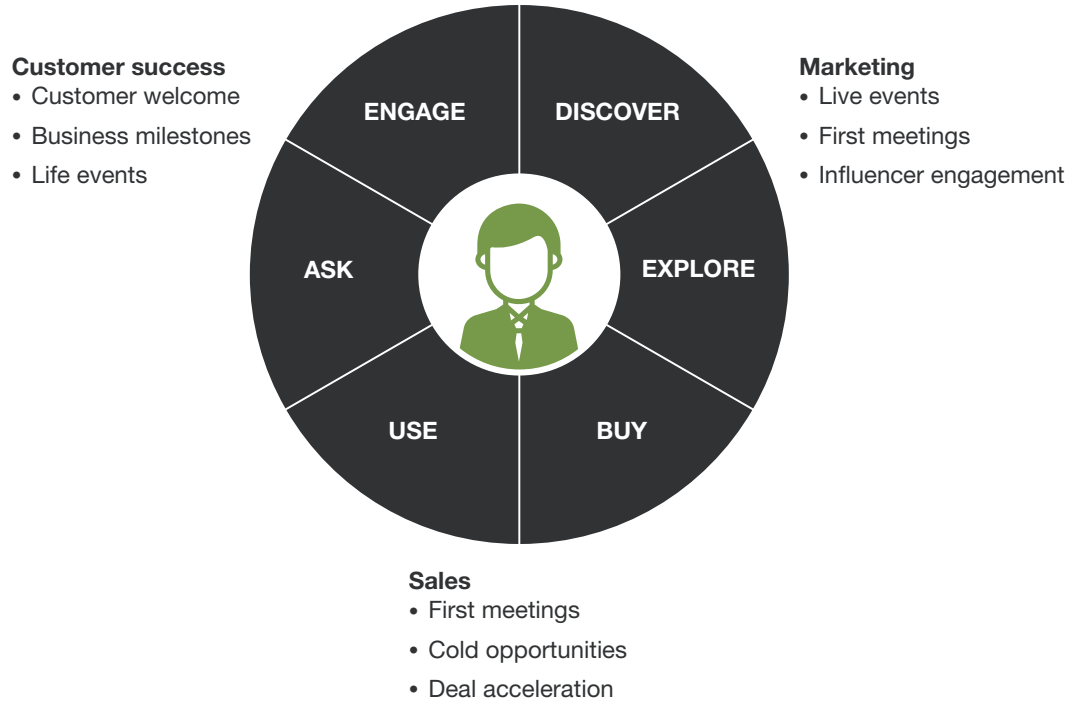 Customer success
• Customer welcome
• Business milestones
• Life events
Marketing
• Live events
• First meetings
• Influencer engagement
ENGAGE
DISCOVER
ASK
EXPLORE
USE
BUY
Sales
• First meetings
• Cold opportunities
• Deal acceleration